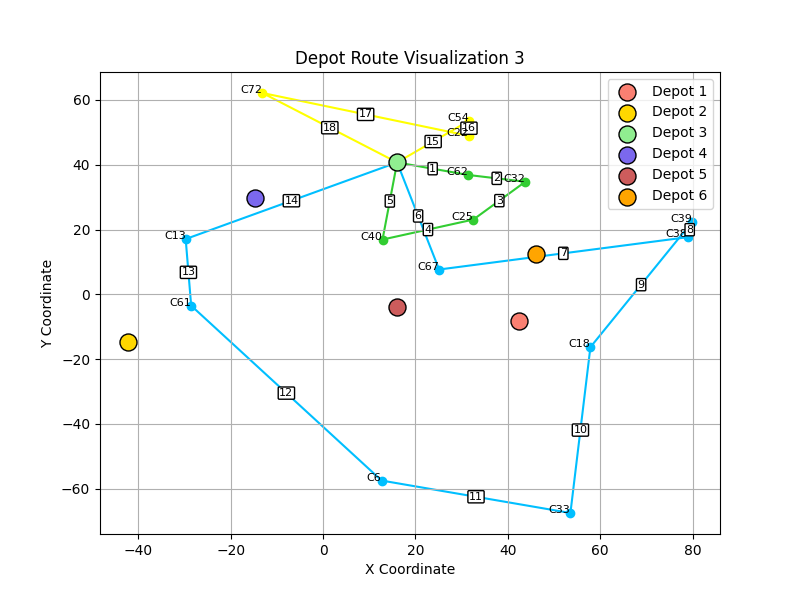 Depot Route Visualization 3
Depot 1
Depot 2
Depot 3
Depot 4
Depot 5
Depot 6
C72
17
C54
18
16
C22
15
1
C62
2
C32
14
5
3
6
C25
C39
C13
4
C40
8
C38
7
C67
13
9
C61
C18
12
10
C6
11
C33
60
40
20
0
−20
−40
−60
Y Coordinate
−40
−20
0
20
40
60
80
X Coordinate